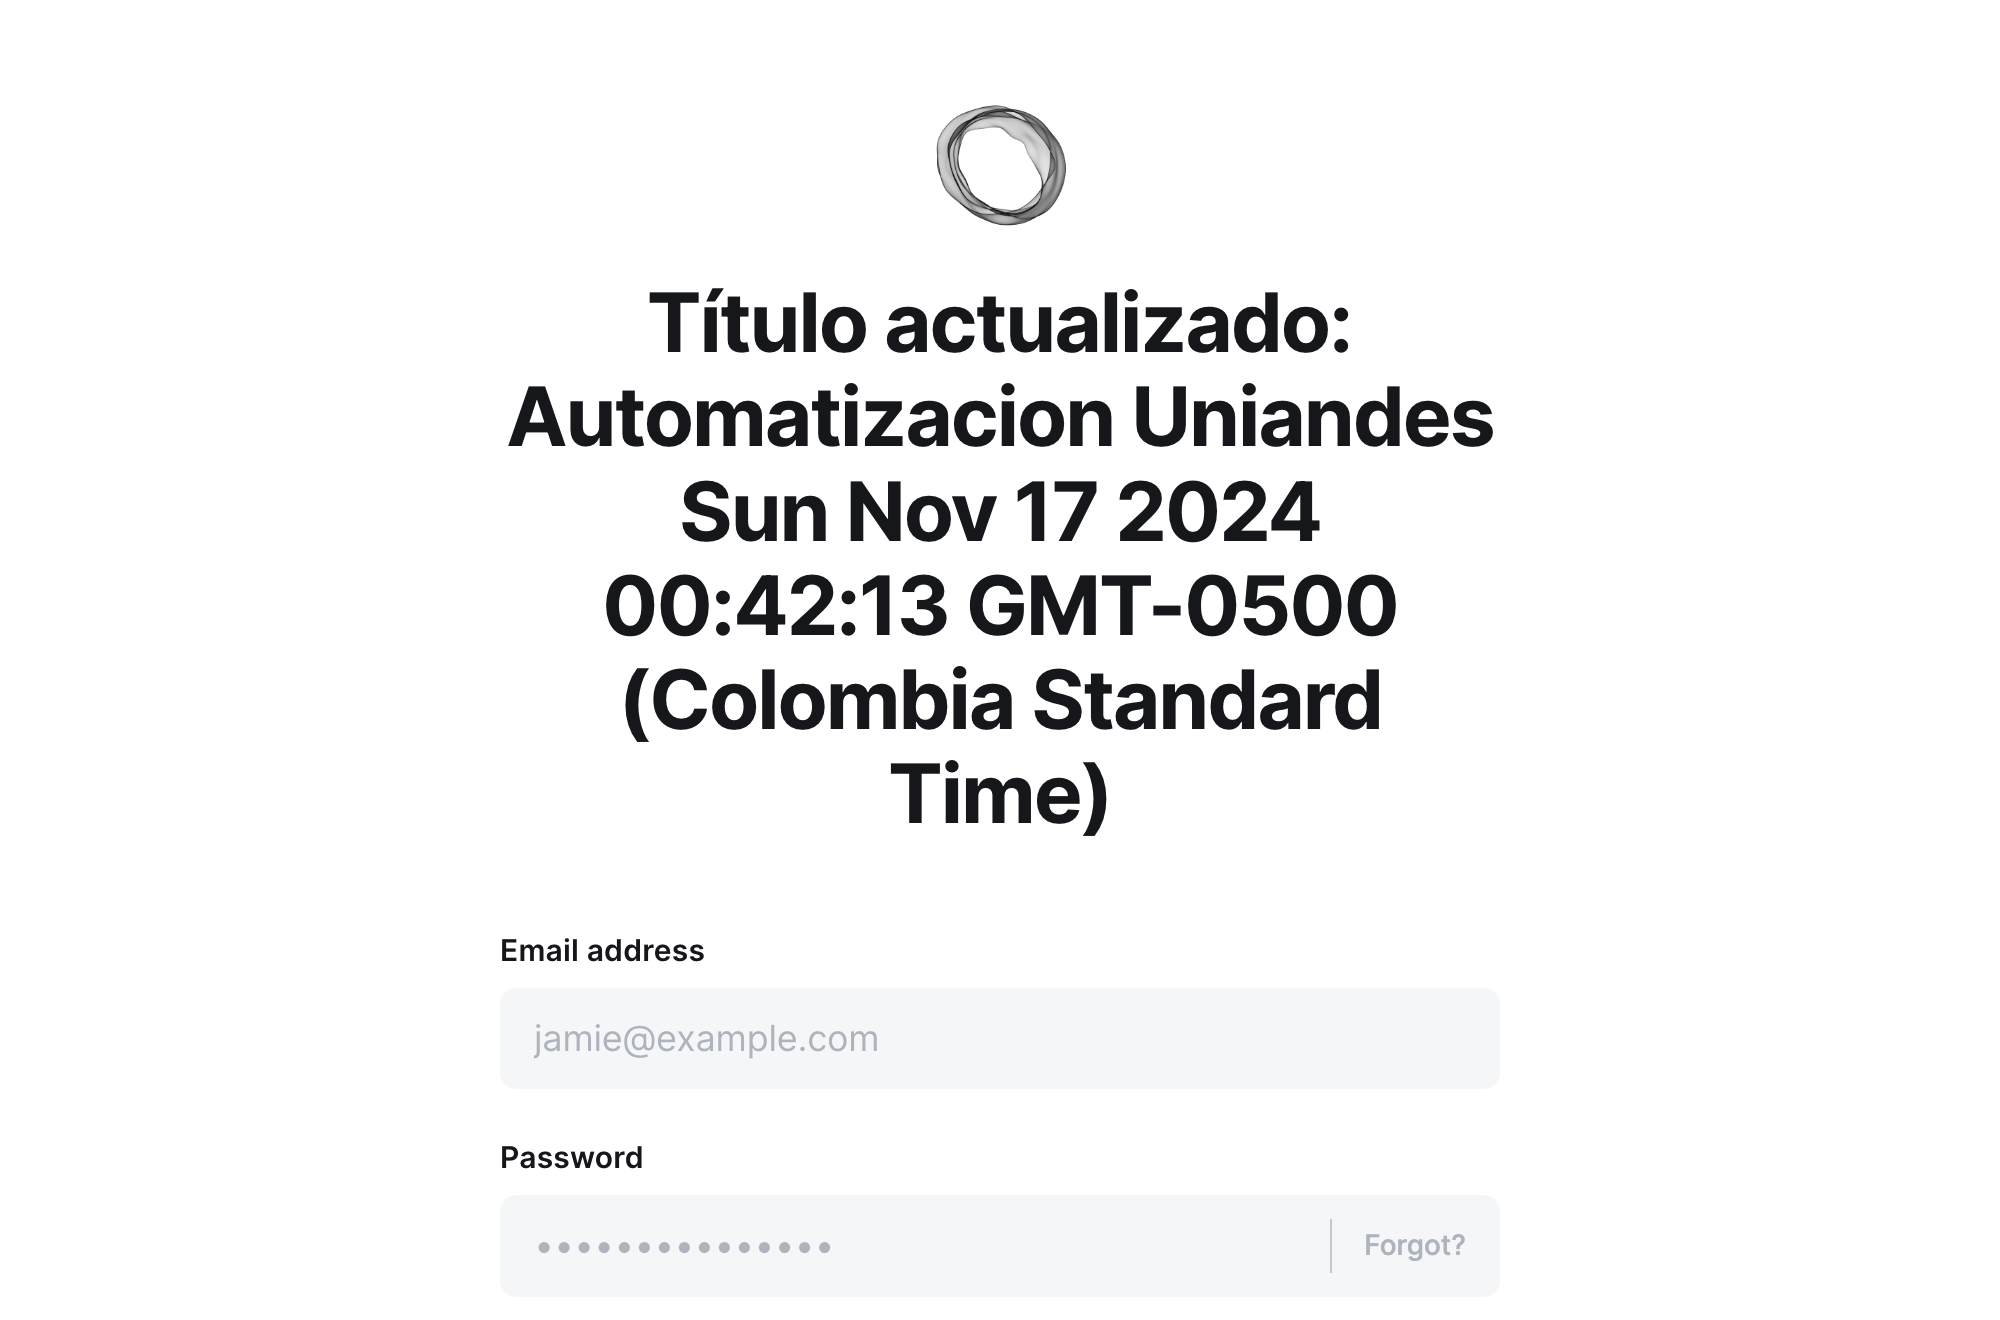 Título actualizado:
Automatizacion Uniandes
Sun Nov 17 2024
00:42:13 GMT-0500
(Colombia Standard
Time)
Email address
jamie@example.com
Password
•••••••••••••••
Forgot?